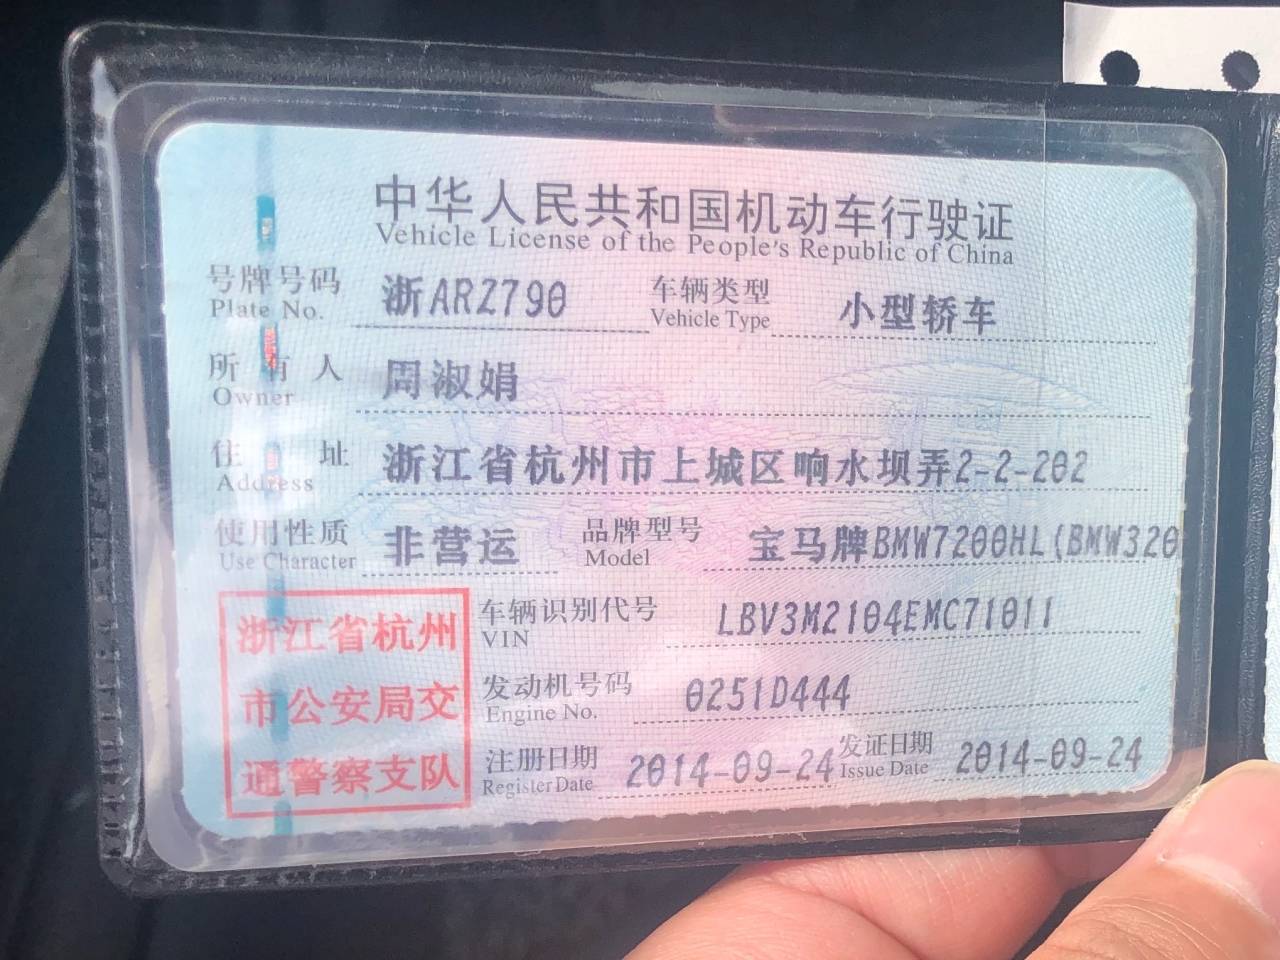 中华人民共和国机动车行驶证
Vehicle License of the People's Republic of China
号牌号码 浙ARZ790 车辆类型 小型轿车
Plate No. Vehicle Type
所有人 周淑娟
Owner
住址 浙江省杭州市上城区响水坝弄2-2-202
Address
使用性质 非营运 品牌型号 宝马牌BMW7200HL(BMW320
Use Character Model
浙江省杭州
市公安局交
通警察支队
车辆识别代号 LBV3M2104EMC71011
VIN
发动机号码 0251D444
Engine No.
注册日期 2014-09-24 发证日期 2014-09-24
Register Date Issue Date